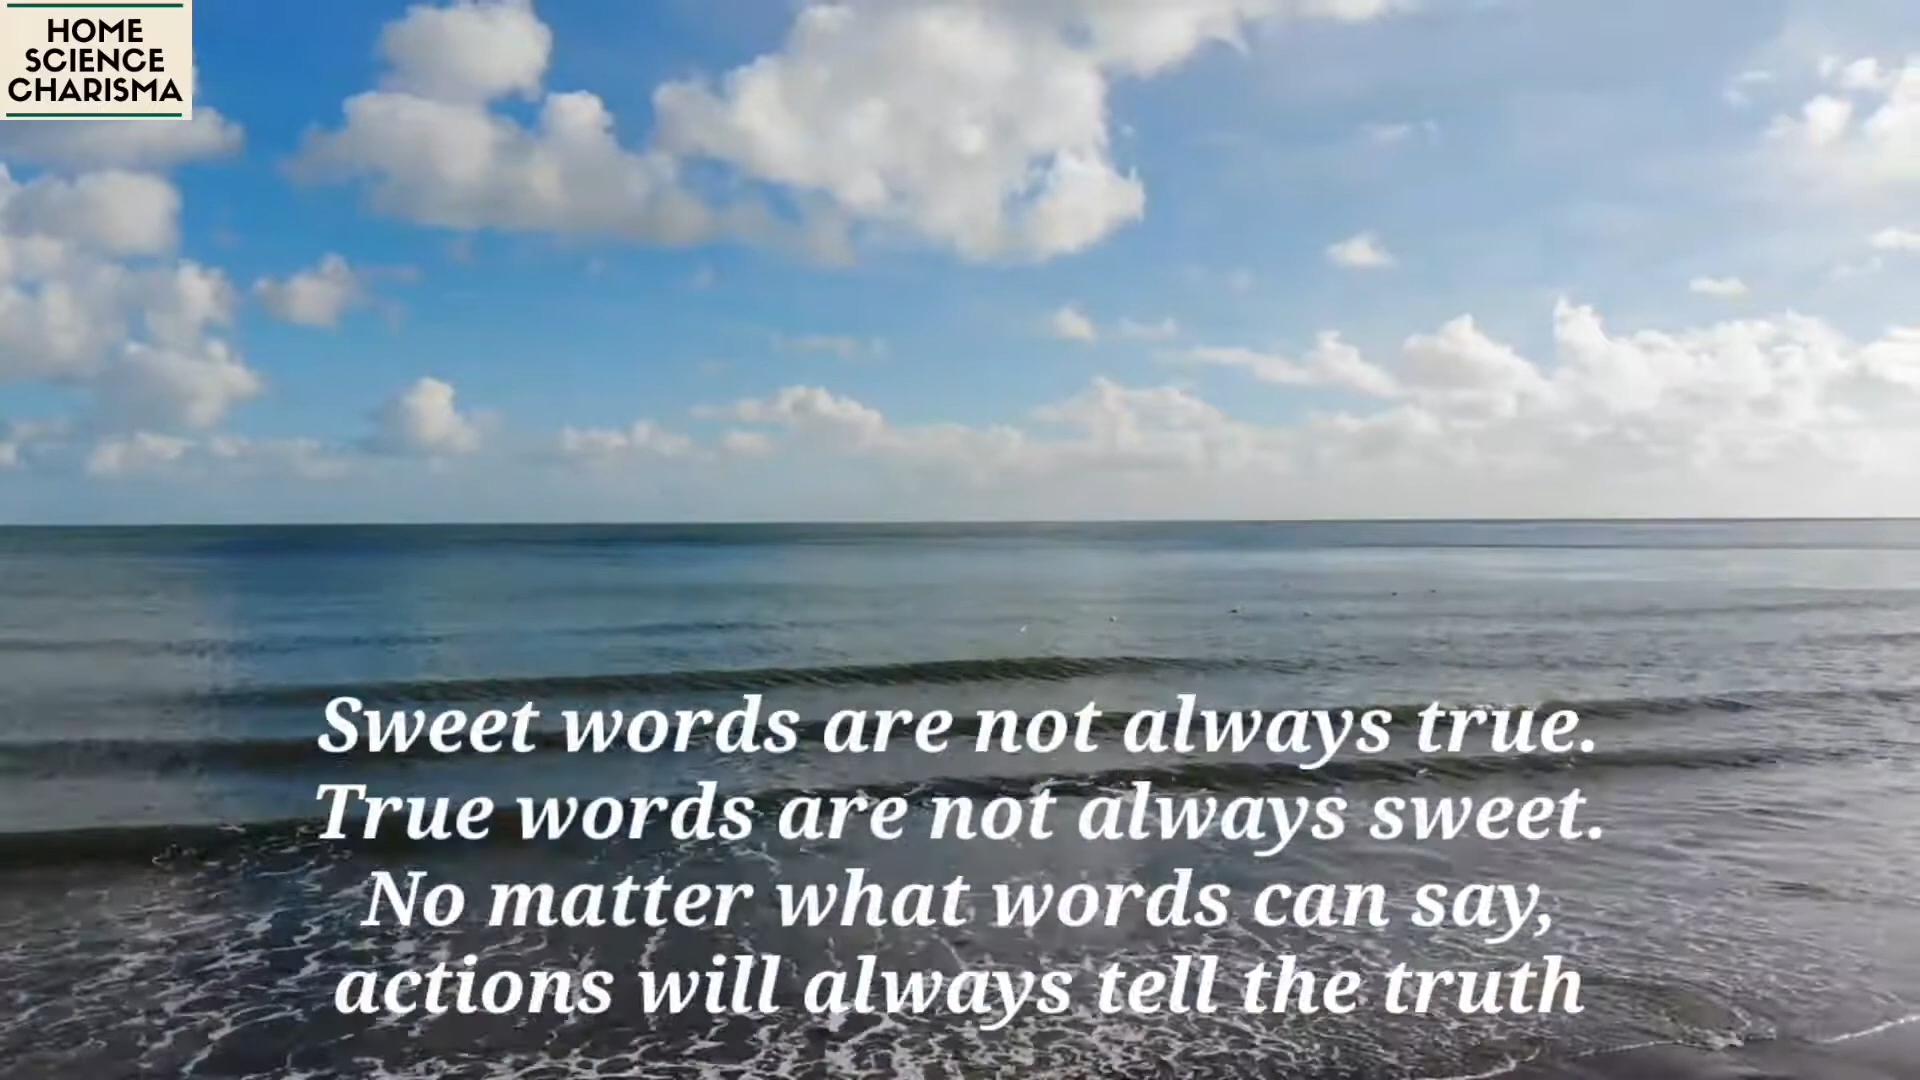 HOME
SCIENCE
CHARISMA
Sweet words are not always true.
True words are not always sweet.
No matter what words can say,
actions will always tell the truth